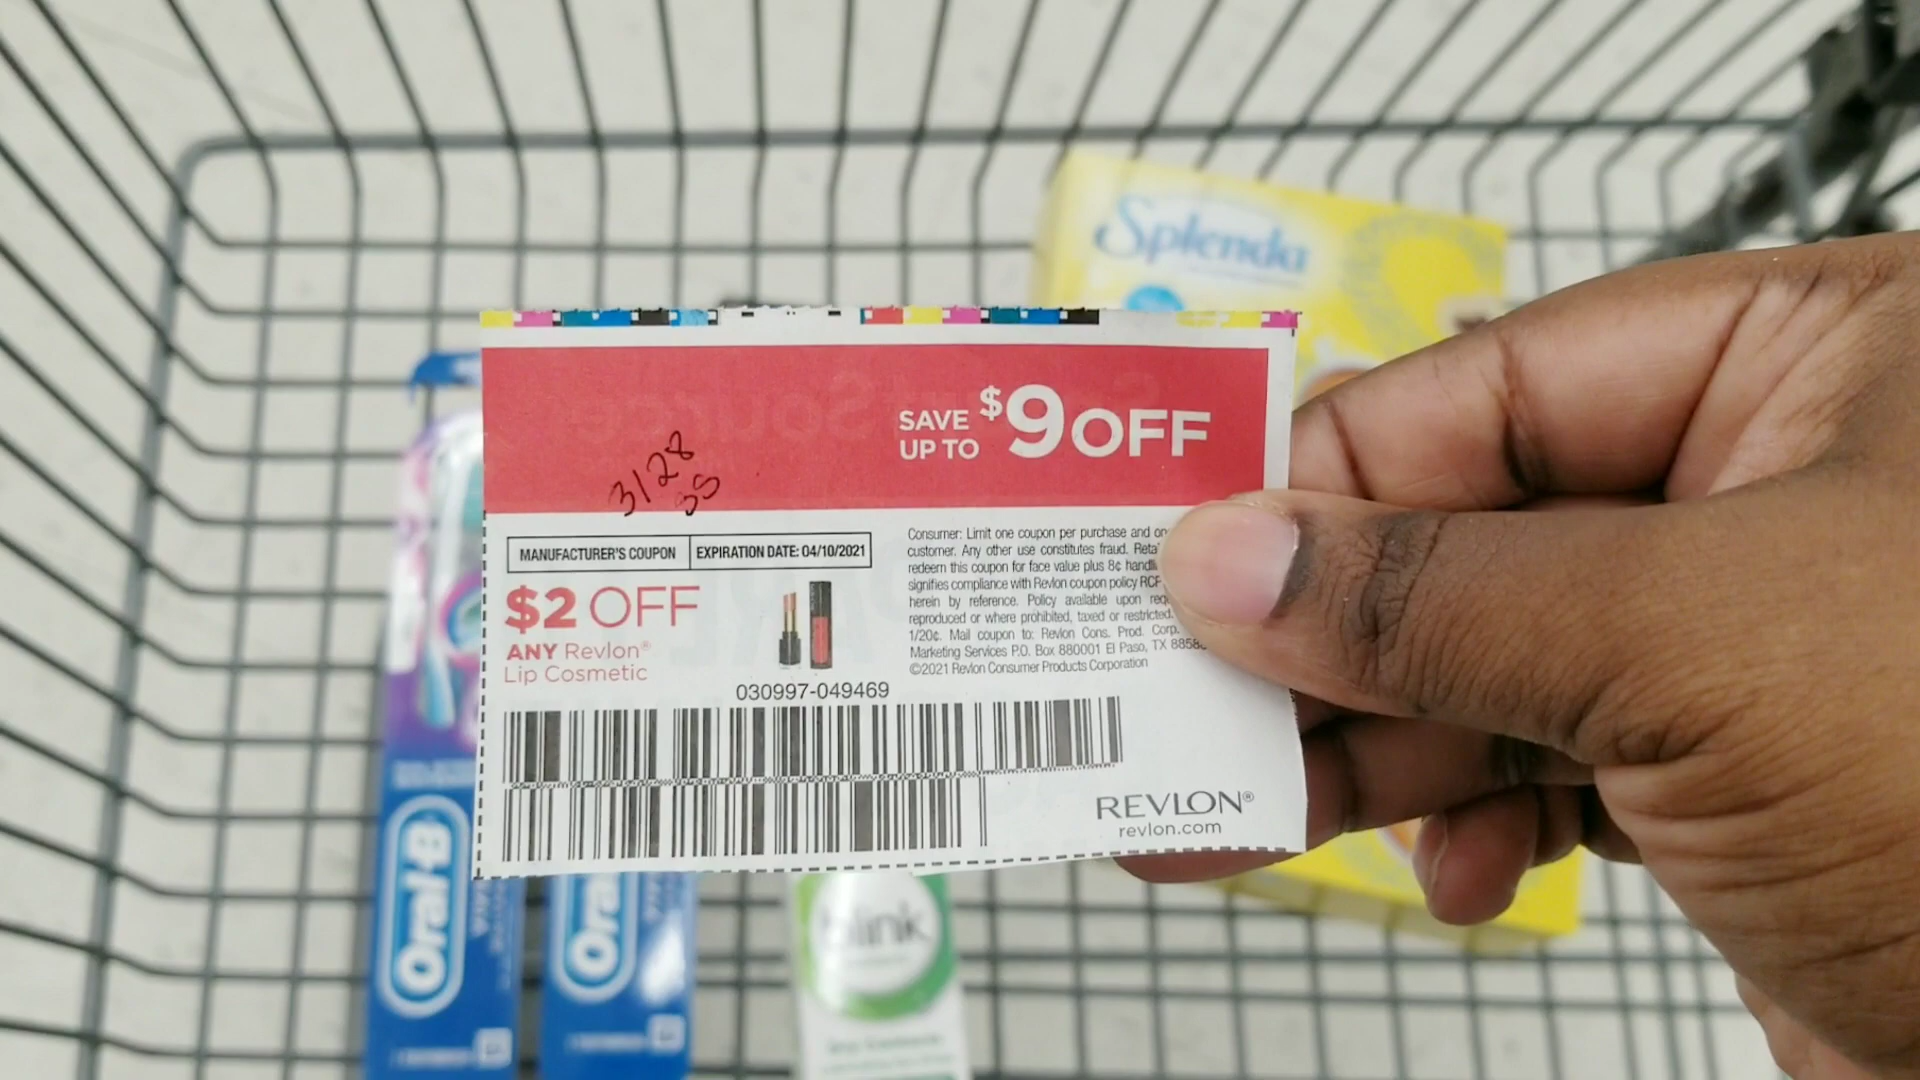 Splenda
SAVE
UP TO
$9 OFF
3/28
SS
MANUFACTURER'S COUPON
EXPIRATION DATE: 04/10/2021
$2 OFF
ANY Revlon®
Lip Cosmetic
Consumer: Limit one coupon per purchase and
customer. Any other use constitutes fraud.
redeem this coupon for face value plus 8¢
signifies compliance with Revlon coupon policy
herein by reference. Policy available upon
reproduced or where prohibited, taxed or restricted.
1/20¢. Mail coupon to: Revlon Cons. Prod. Corp.
Marketing Services P.O. Box 880001 El Paso, TX
©2021 Revlon Consumer Products Corporation
030997-049469
REVLON®
revlon.com
Oral-B
Oral-B
blink